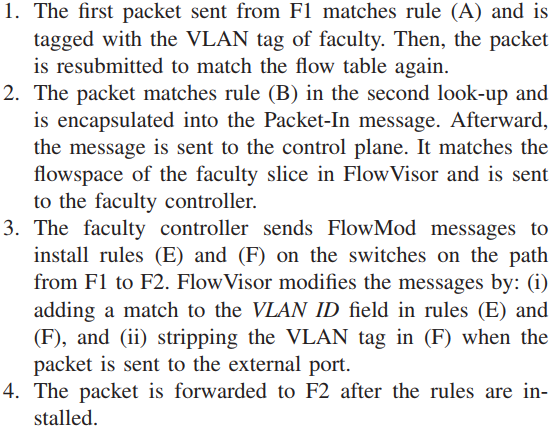 1. The first packet sent from F1 matches rule (A) and is
tagged with the VLAN tag of faculty. Then, the packet
is resubmitted to match the flow table again.
2. The packet matches rule (B) in the second look-up and
is encapsulated into the Packet-In message. Afterward,
the message is sent to the control plane. It matches the
flowspace of the faculty slice in FlowVisor and is sent
to the faculty controller.
3. The faculty controller sends FlowMod messages to
install rules (E) and (F) on the switches on the path
from F1 to F2. FlowVisor modifies the messages by: (i)
adding a match to the VLAN ID field in rules (E) and
(F), and (ii) stripping the VLAN tag in (F) when the
packet is sent to the external port.
4. The packet is forwarded to F2 after the rules are in-
stalled.